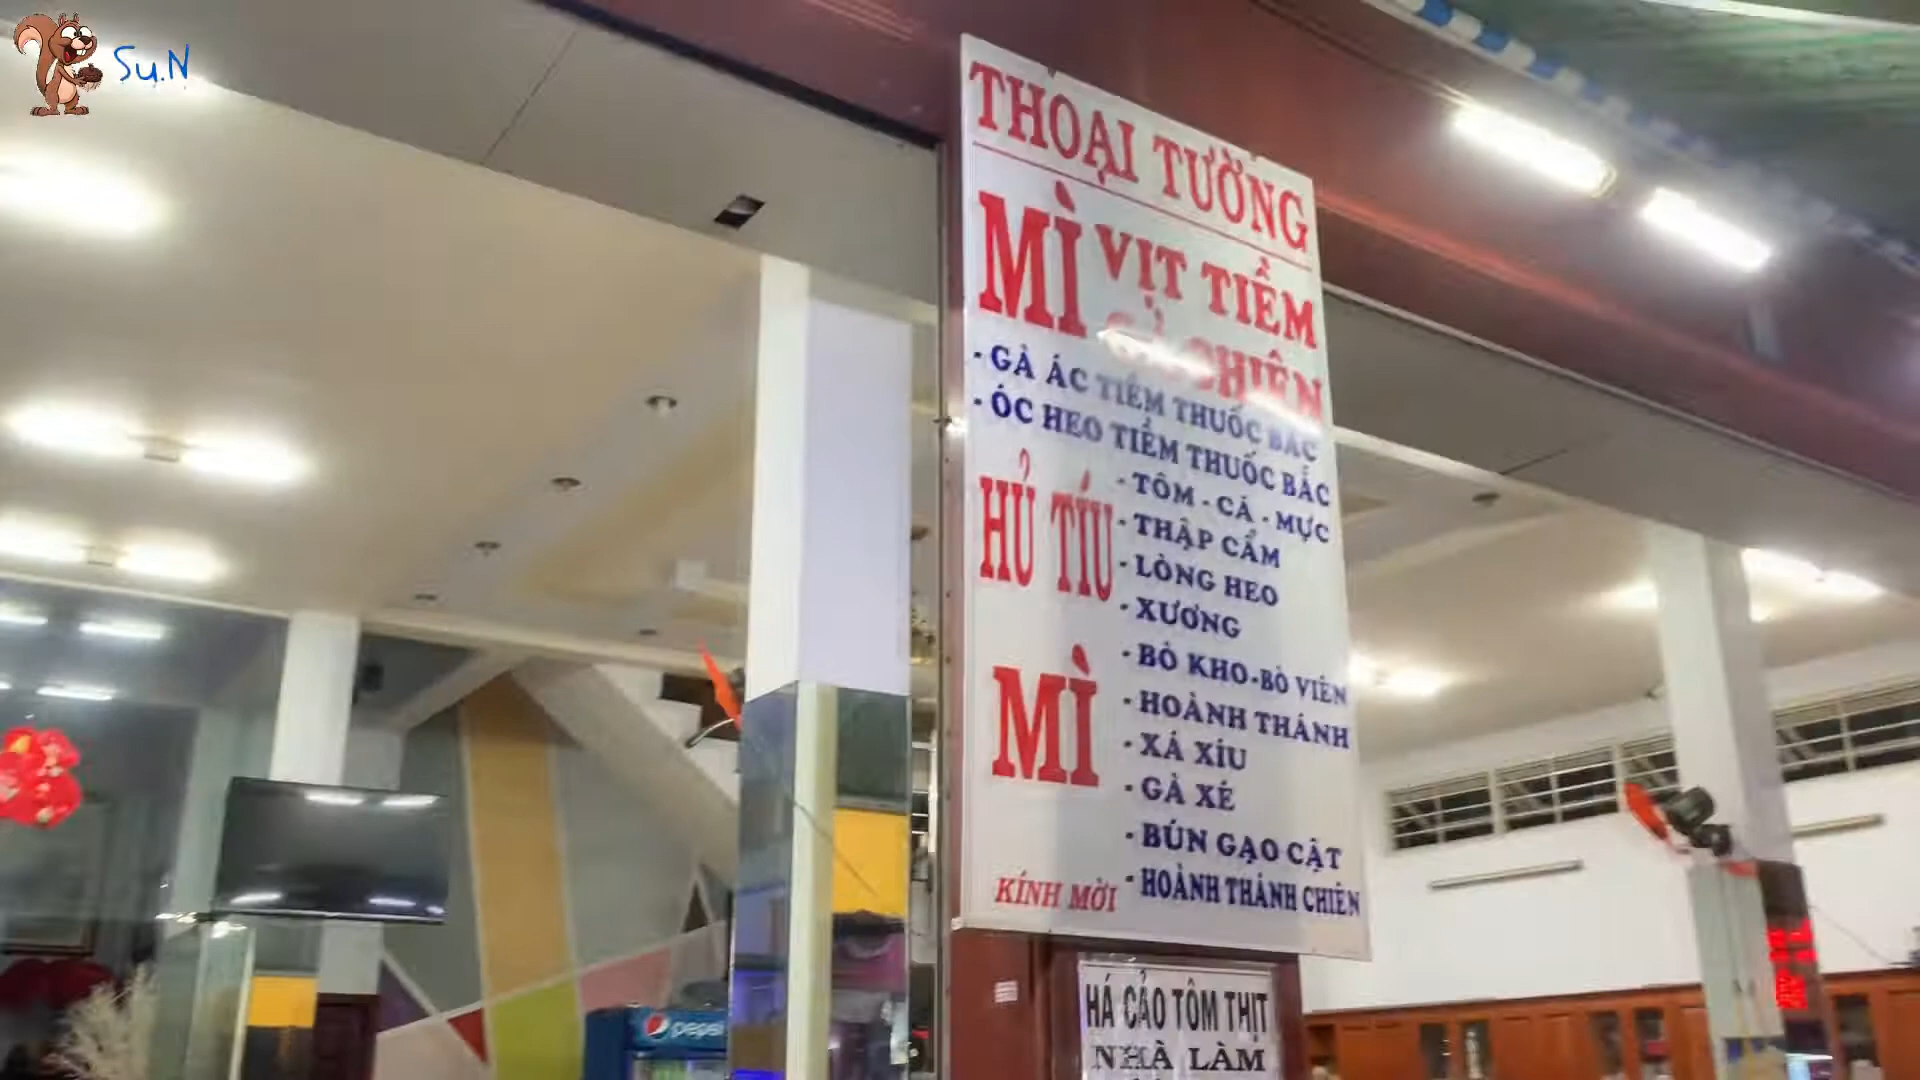 Su.N
THOẠI TƯỜNG
MÌ VỊT TIỀM
GÀ CHIÊN
- GÀ ÁC TIỀM THUỐC BẮC
- ÓC HEO TIỀM THUỐC BẮC
HỦ TÍU
- TÔM - CÁ - MỰC
- THẬP CẨM
- LÒNG HEO
- XƯƠNG
MÌ
- BÒ KHO-BÒ VIÊN
- HOÀNH THÁNH
- XÁ XÍU
- GÀ XÉ
- BÚN GẠO CẬT
- HOÀNH THÁNH CHIÊN
KÍNH MỜI
HÁ CẢO TÔM THỊT
NHÀ LÀM
pepsi